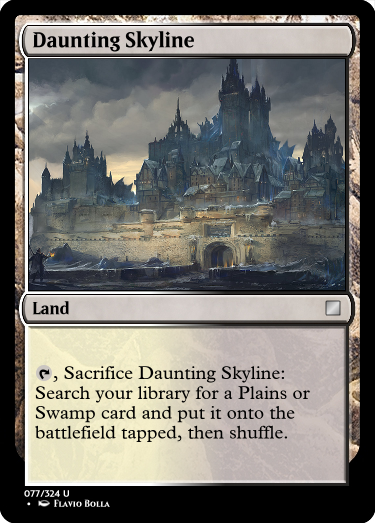 Daunting Skyline
Land
, Sacrifice Daunting Skyline:
Search your library for a Plains or
Swamp card and put it onto the
battlefield tapped, then shuffle.
077/324 U
• Flavio Bolla